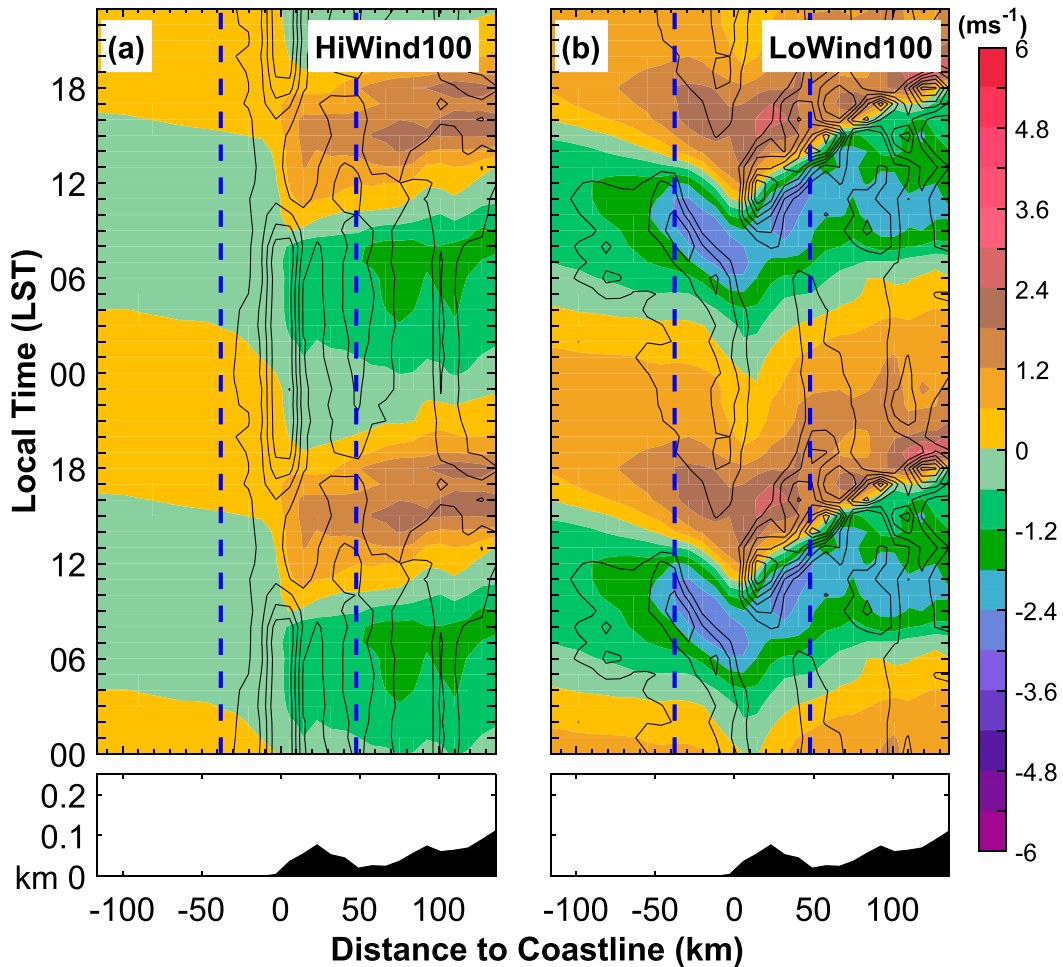 (a) HiWind100
(b) LoWind100
(ms-1)
Local Time (LST)
18
12
06
00
18
12
06
00
6
4.8
3.6
2.4
1.2
0
-1.2
-2.4
-3.6
-4.8
-6
0.2
0.1
km 0
-100 -50 0 50 100
-100 -50 0 50 100
Distance to Coastline (km)